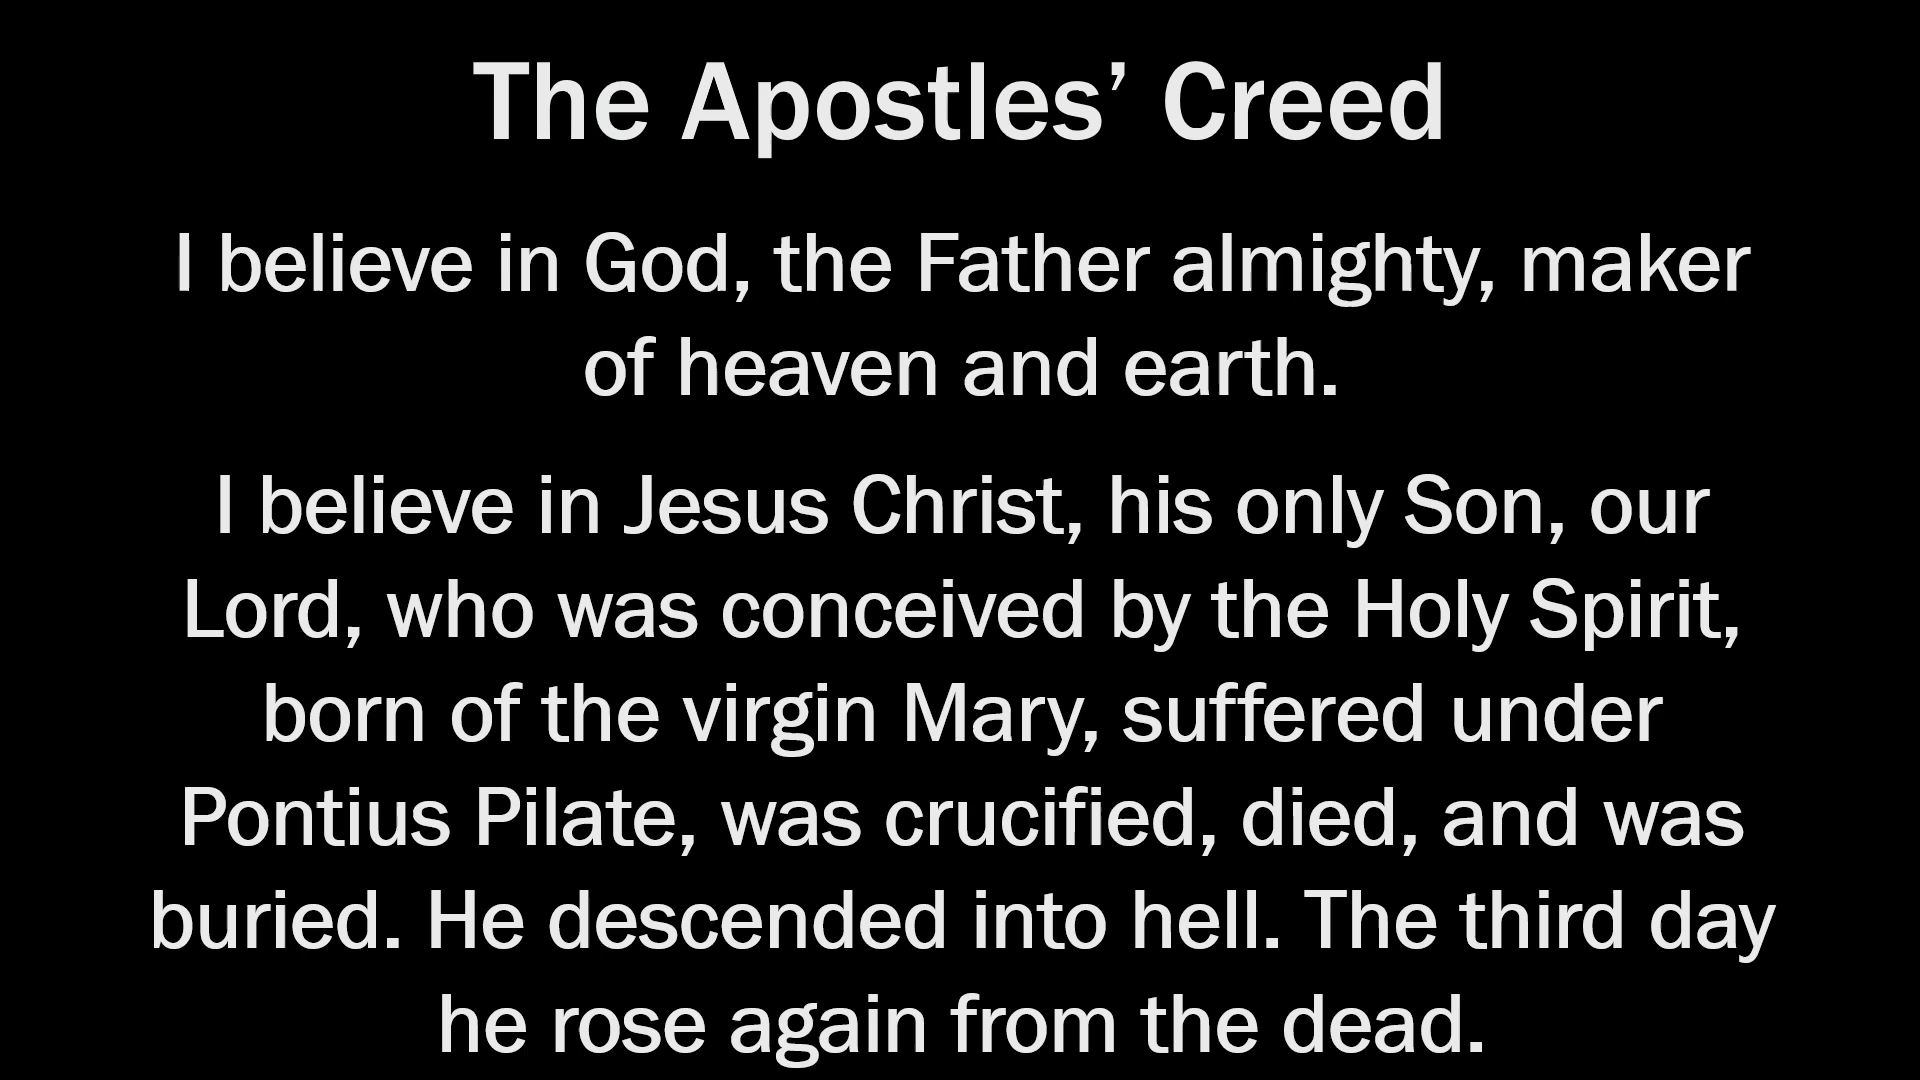 The Apostles’ Creed
I believe in God, the Father almighty, maker
of heaven and earth.
I believe in Jesus Christ, his only Son, our
Lord, who was conceived by the Holy Spirit,
born of the virgin Mary, suffered under
Pontius Pilate, was crucified, died, and was
buried. He descended into hell. The third day
he rose again from the dead.